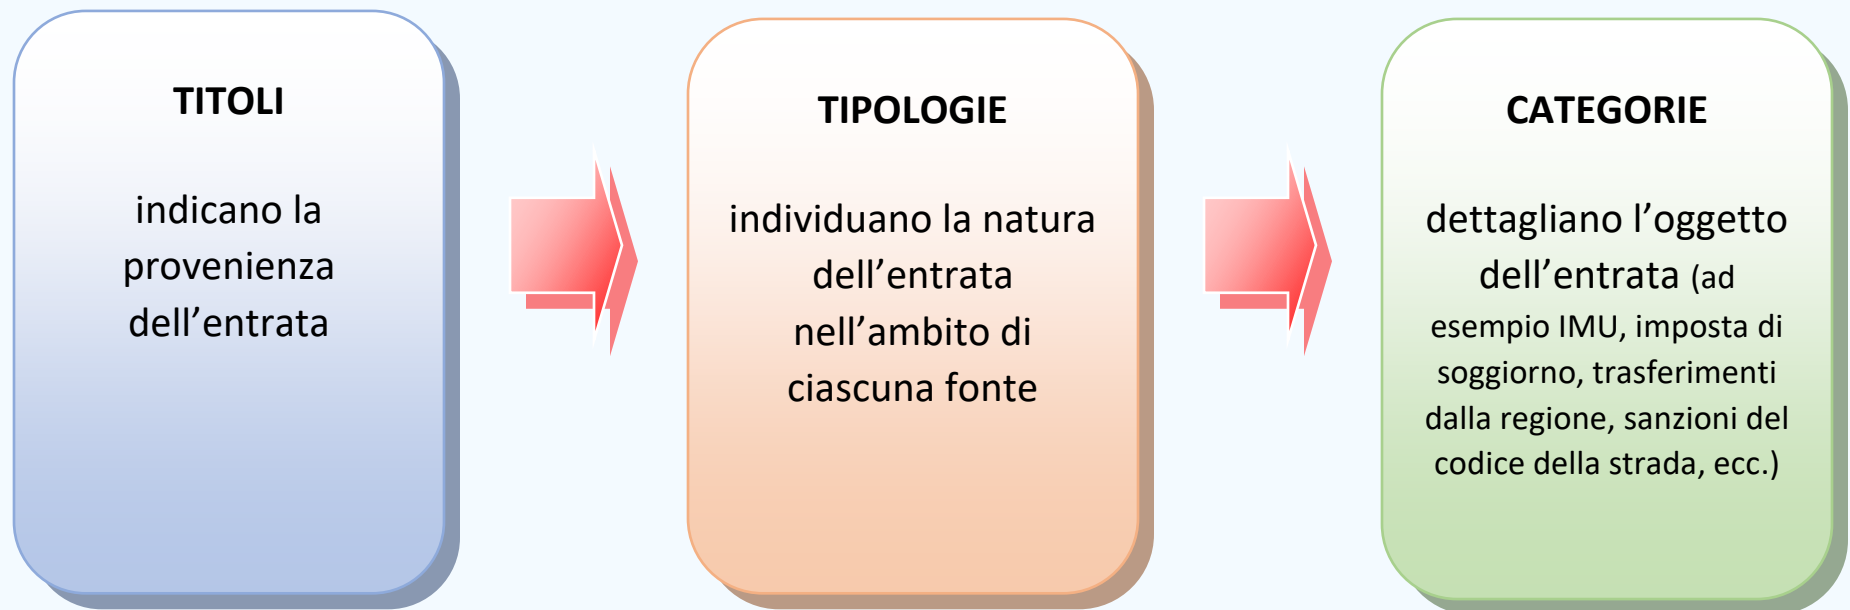 TITOLI
indicano la
provenienza
dell’entrata
TIPOLOGIE
individuano la natura
dell’entrata
nell’ambito di
ciascuna fonte
CATEGORIE
dettagliano l’oggetto
dell’entrata (ad
esempio IMU, imposta di
soggiorno, trasferimenti
dalla regione, sanzioni del
codice della strada, ecc.)